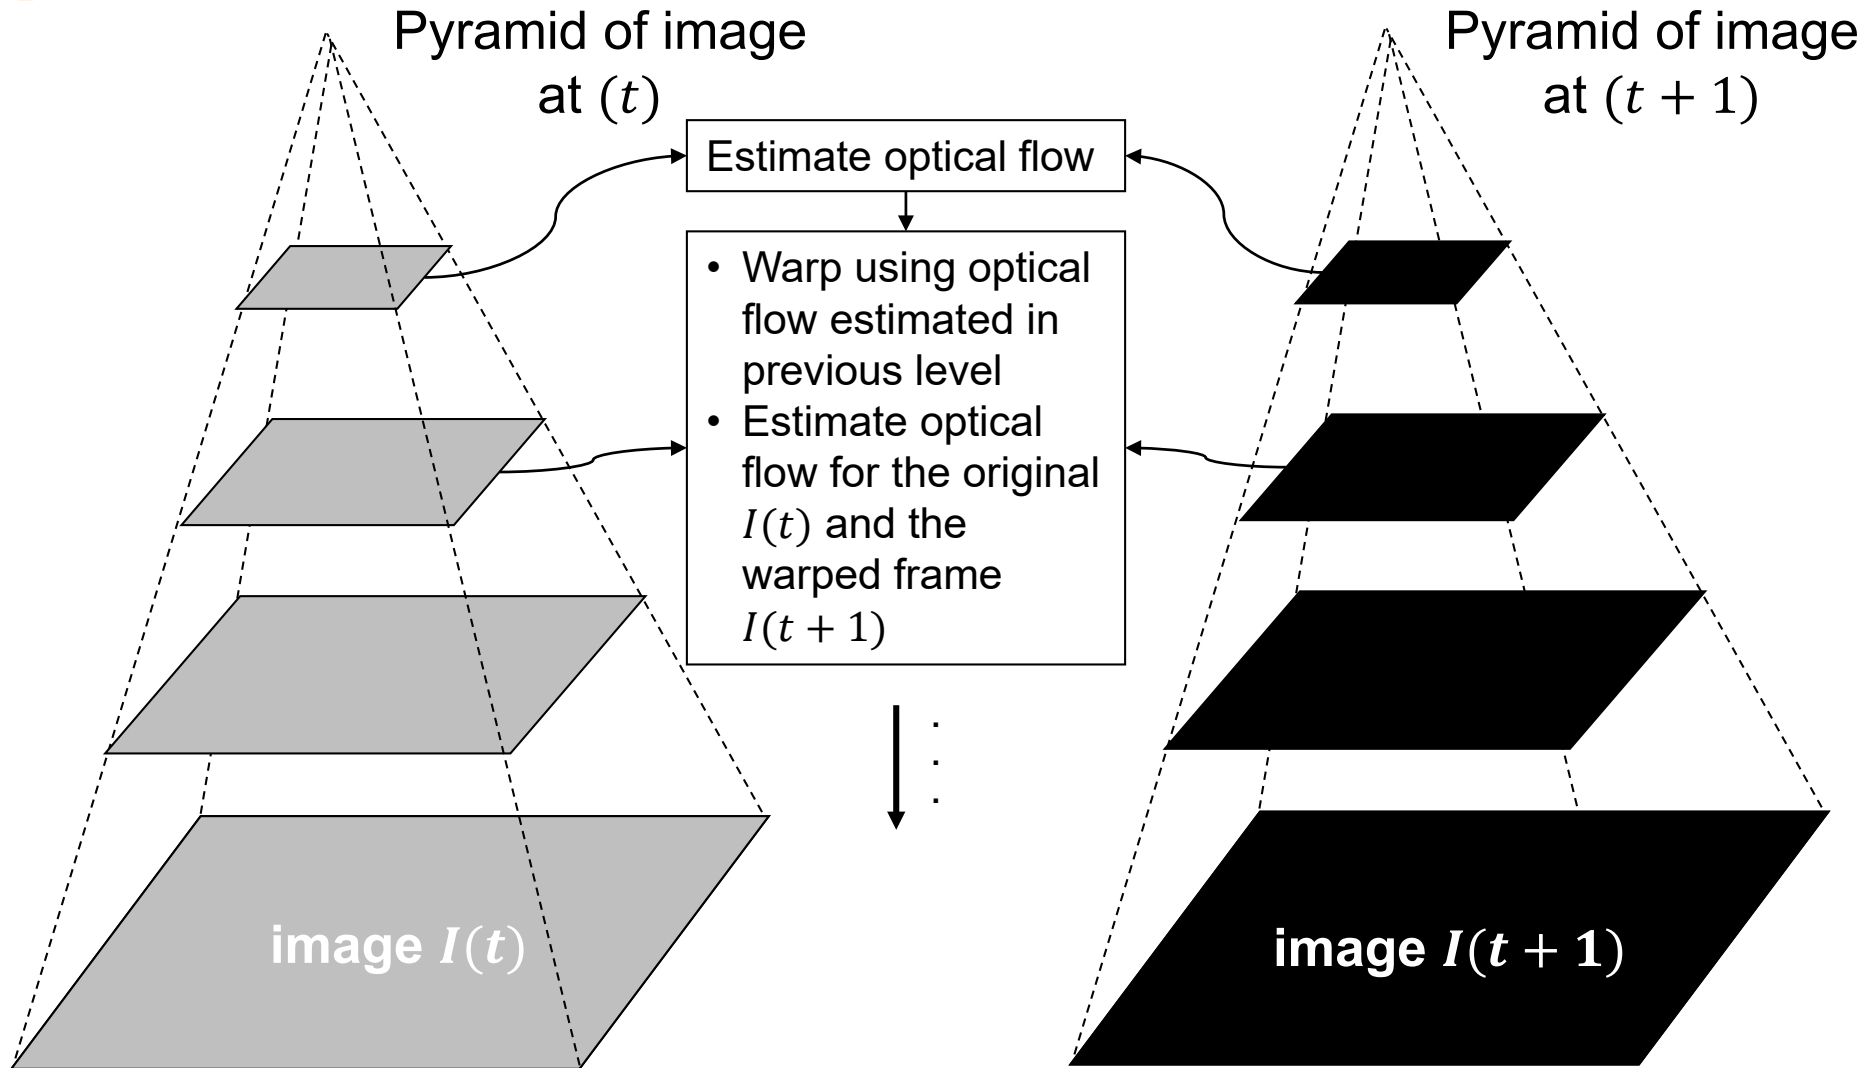 Pyramid of image
at (t)
Pyramid of image
at (t + 1)
Estimate optical flow
• Warp using optical
flow estimated in
previous level
• Estimate optical
flow for the original
I(t) and the
warped frame
I(t + 1)
.
.
.
image I(t)
image I(t + 1)